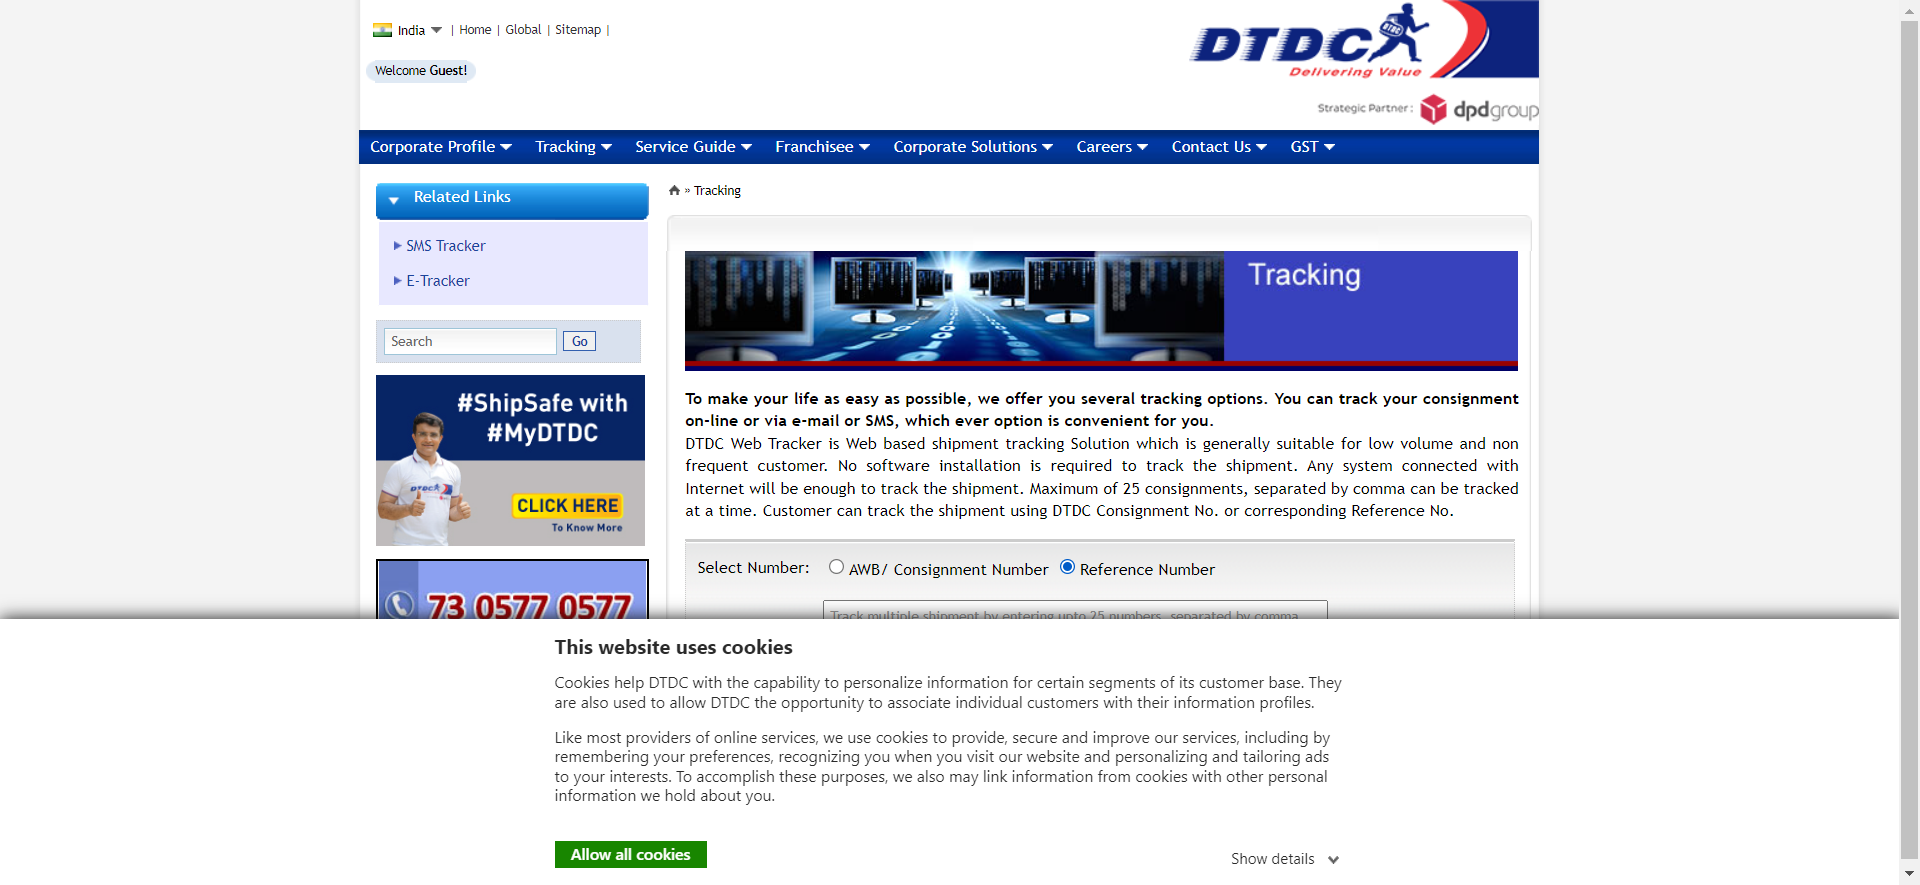 India | Home | Global | Sitemap |
Welcome Guest!
DTDC
DTDC
Delivering Value
Strategic Partner : dpdgroup
Corporate Profile Tracking Service Guide Franchisee Corporate Solutions Careers Contact Us GST
Related Links
SMS Tracker
E-Tracker
Search Go
#ShipSafe with
#MyDTDC
DTDC
CLICK HERE
To Know More
73 0577 0577
» Tracking
Tracking
To make your life as easy as possible, we offer you several tracking options. You can track your consignment
on-line or via e-mail or SMS, which ever option is convenient for you.
DTDC Web Tracker is Web based shipment tracking Solution which is generally suitable for low volume and non
frequent customer. No software installation is required to track the shipment. Any system connected with
Internet will be enough to track the shipment. Maximum of 25 consignments, separated by comma can be tracked
at a time. Customer can track the shipment using DTDC Consignment No. or corresponding Reference No.
Select Number: AWB/ Consignment Number Reference Number
Track multiple shipment by entering upto 25 numbers, separated by comma
This website uses cookies
Cookies help DTDC with the capability to personalize information for certain segments of its customer base. They
are also used to allow DTDC the opportunity to associate individual customers with their information profiles.
Like most providers of online services, we use cookies to provide, secure and improve our services, including by
remembering your preferences, recognizing you when you visit our website and personalizing and tailoring ads
to your interests. To accomplish these purposes, we also may link information from cookies with other personal
information we hold about you.
Allow all cookies
Show details